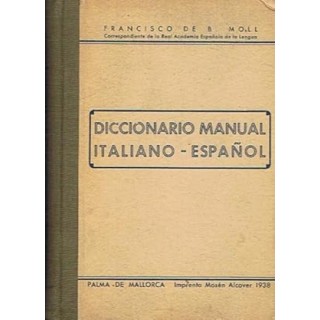 FRANCISCO DE B. MOLL
Correspondiente de la Real Academia Española de la Lengua
DICCIONARIO MANUAL
ITALIANO - ESPAÑOL
PALMA DE MALLORCA Imprenta Mosén Alcover 1938